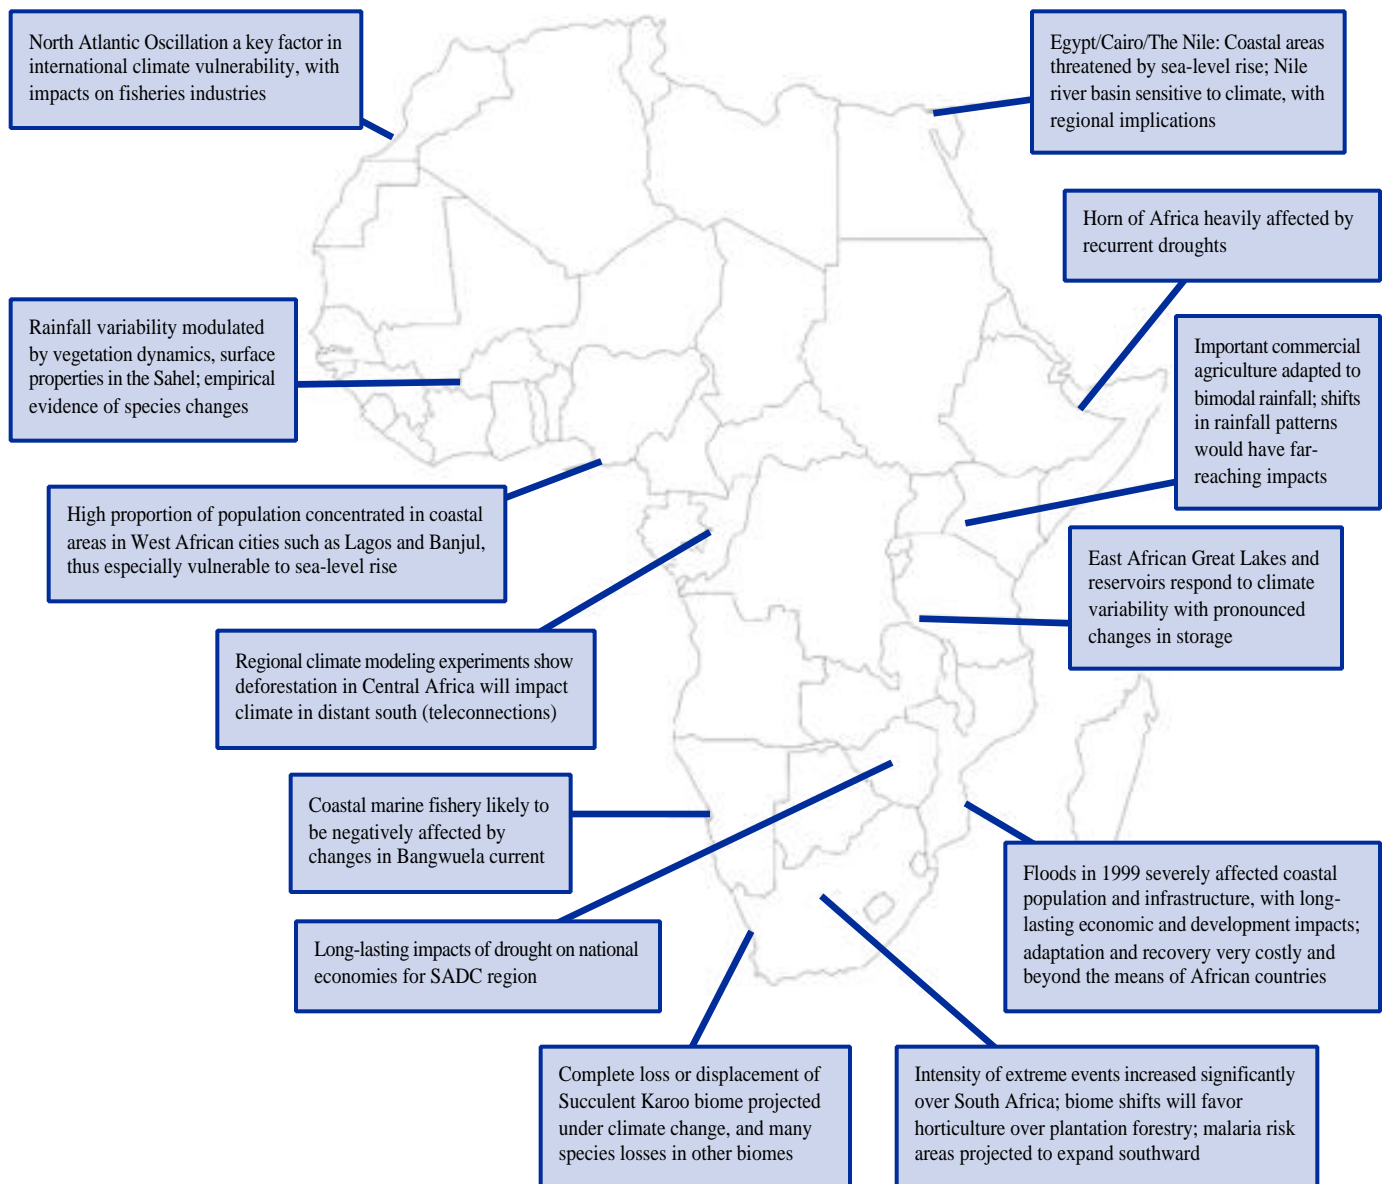 North Atlantic Oscillation a key factor in
international climate vulnerability, with
impacts on fisheries industries
Egypt/Cairo/The Nile: Coastal areas
threatened by sea-level rise; Nile
river basin sensitive to climate, with
regional implications
Horn of Africa heavily affected by
recurrent droughts
Rainfall variability modulated
by vegetation dynamics, surface
properties in the Sahel; empirical
evidence of species changes
Important commercial
agriculture adapted to
bimodal rainfall; shifts
in rainfall patterns
would have far-
reaching impacts
High proportion of population concentrated in coastal
areas in West African cities such as Lagos and Banjul,
thus especially vulnerable to sea-level rise
East African Great Lakes and
reservoirs respond to climate
variability with pronounced
changes in storage
Regional climate modeling experiments show
deforestation in Central Africa will impact
climate in distant south (teleconnections)
Coastal marine fishery likely to
be negatively affected by
changes in Bangwuela current
Floods in 1999 severely affected coastal
population and infrastructure, with long-
lasting economic and development impacts;
adaptation and recovery very costly and
beyond the means of African countries
Long-lasting impacts of drought on national
economies for SADC region
Complete loss or displacement of
Succulent Karoo biome projected
under climate change, and many
species losses in other biomes
Intensity of extreme events increased significantly
over South Africa; biome shifts will favor
horticulture over plantation forestry; malaria risk
areas projected to expand southward